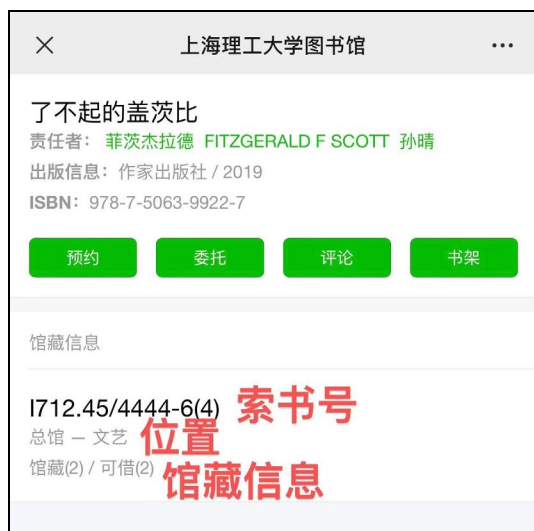 上海理工大学图书馆
了不起的盖茨比
责任者： 菲茨杰拉德 FITZGERALD F SCOTT 孙晴
出版信息：作家出版社 / 2019
ISBN：978-7-5063-9922-7
预约 委托 评论 书架
馆藏信息
I712.45/4444-6(4) 索书号
总馆 — 文艺 位置
馆藏(2) / 可借(2) 馆藏信息